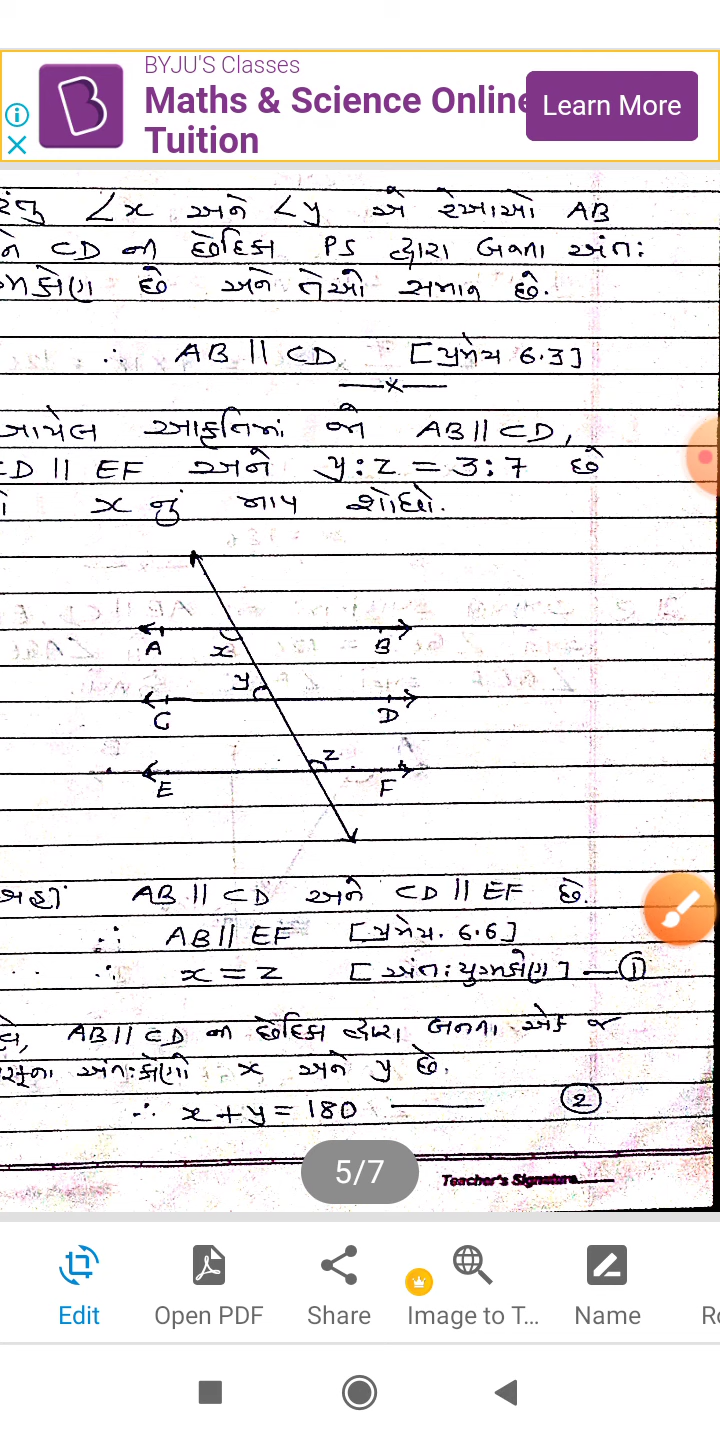 BYJU'S Classes
Maths & Science Online
Tuition
Learn More
∠x અને ∠y એ રેખાઓ AB
ને CD ની છેદિકા PS દ્વારા બનતા અંત:
યુગ્મકોણ છે અને તેઓ સમાન છે.
∴ AB || CD [પ્રમેય 6.3]
—x—
આપેલ આકૃતિમાં જો AB || CD,
CD || EF અને y : z = 3 : 7 છે
x નું માપ શોધો.
A x B
y
C D
z
E F
અહીં AB || CD અને CD || EF છે.
∴ AB || EF [પ્રમેય. 6.6]
∴ x = z [અંત:યુગ્મકોણ] — ①
AB || CD ની છેદિકા દ્વારા બનતા એક જ
અંત:કોણો x અને y છે.
∴ x + y = 180 —— ②
5/7
Teacher's Signature
Edit
Open PDF
Share
Image to T...
Name